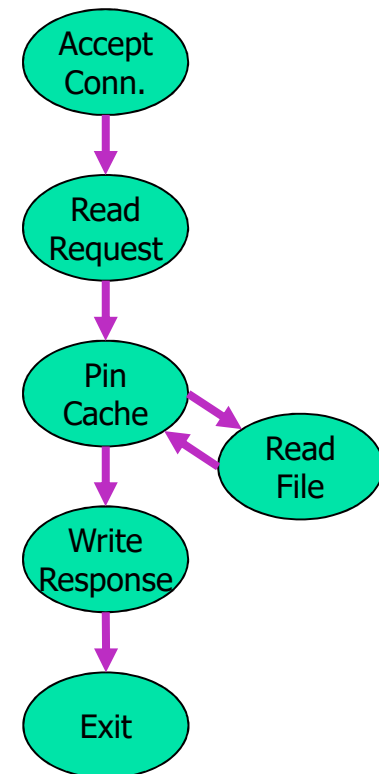 Accept
Conn.
Read
Request
Pin
Cache
Read
File
Write
Response
Exit